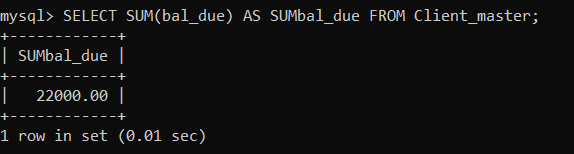 mysql> SELECT SUM(bal_due) AS SUMbal_due FROM Client_master;
+------------+
| SUMbal_due |
+------------+
|   22000.00 |
+------------+
1 row in set (0.01 sec)